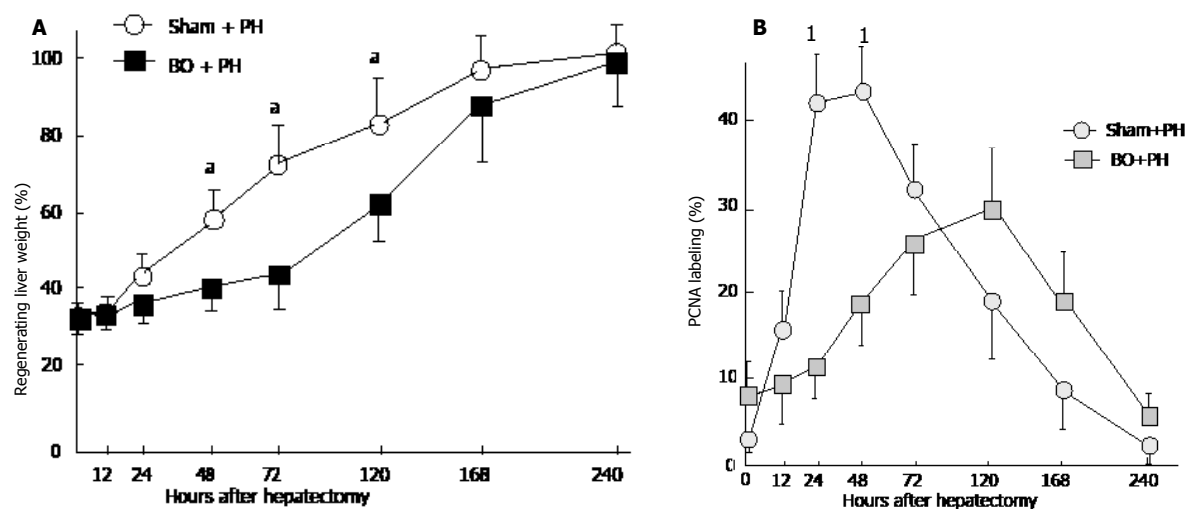 A
Sham + PH
BO + PH
a
a
a
100
80
60
40
20
0
Regenerating liver weight (%)
12 24 48 72 120 168 240
Hours after hepatectomy
B
1 1
Sham+PH
BO+PH
40
30
20
10
0
PCNA labeling (%)
0 12 24 48 72 120 168 240
Hours after hepatectomy